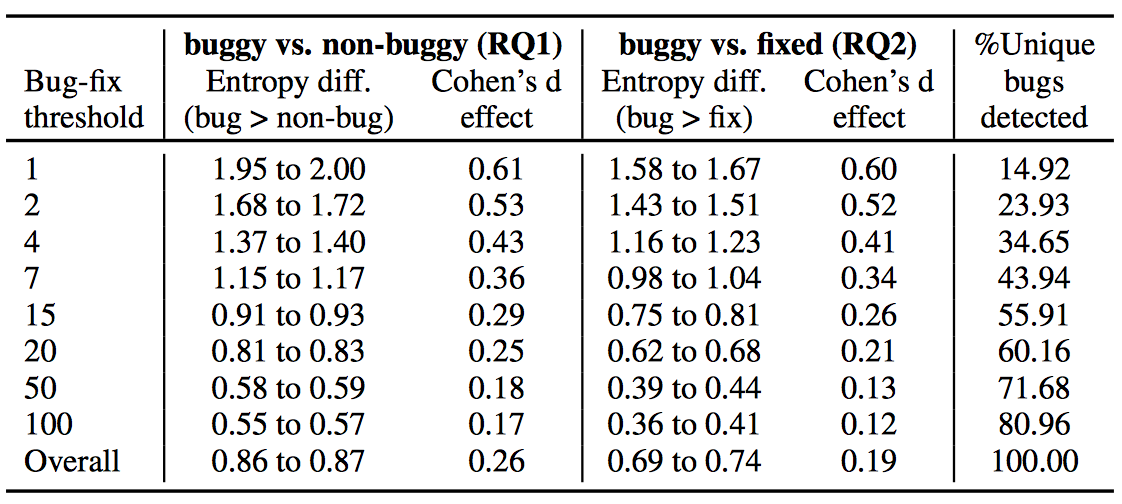 buggy vs. non-buggy (RQ1) buggy vs. fixed (RQ2) %Unique
Bug-fix Entropy diff. Cohen's d Entropy diff. Cohen's d bugs
threshold (bug > non-bug) effect (bug > fix) effect detected
1 1.95 to 2.00 0.61 1.58 to 1.67 0.60 14.92
2 1.68 to 1.72 0.53 1.43 to 1.51 0.52 23.93
4 1.37 to 1.40 0.43 1.16 to 1.23 0.41 34.65
7 1.15 to 1.17 0.36 0.98 to 1.04 0.34 43.94
15 0.91 to 0.93 0.29 0.75 to 0.81 0.26 55.91
20 0.81 to 0.83 0.25 0.62 to 0.68 0.21 60.16
50 0.58 to 0.59 0.18 0.39 to 0.44 0.13 71.68
100 0.55 to 0.57 0.17 0.36 to 0.41 0.12 80.96
Overall 0.86 to 0.87 0.26 0.69 to 0.74 0.19 100.00